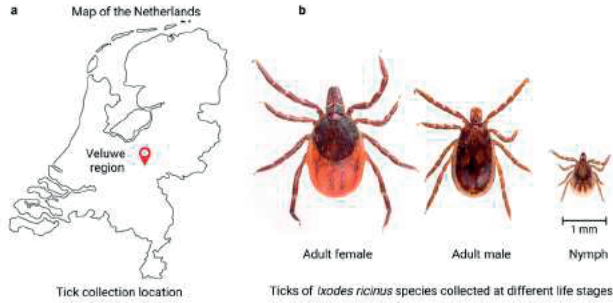 a
Map of the Netherlands
Veluwe
region
Tick collection location
b
Adult female
Adult male
1 mm
Nymph
Ticks of Ixodes ricinus species collected at different life stages